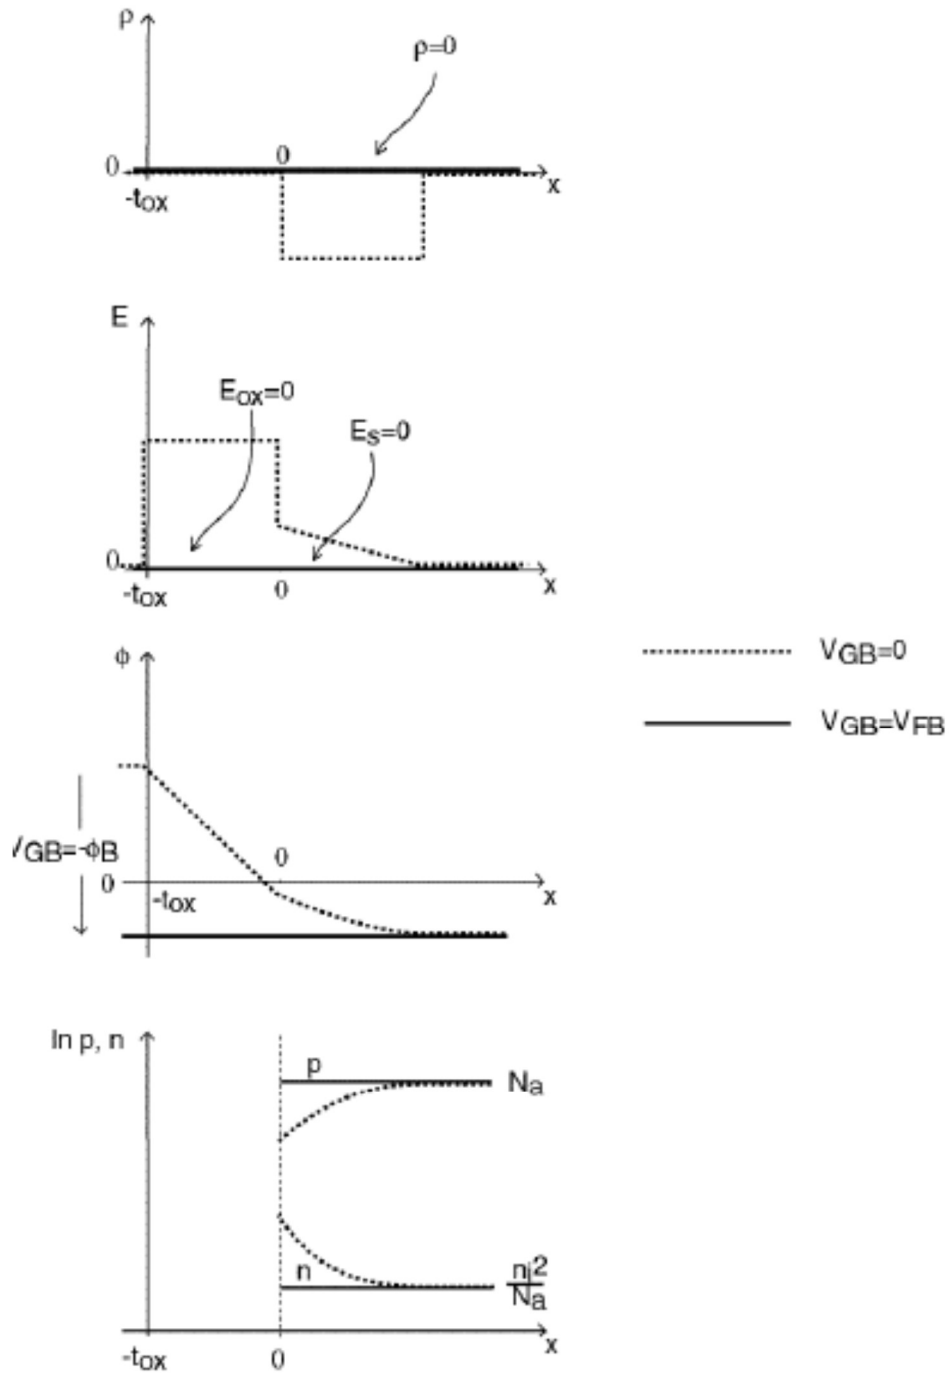 ρ
ρ=0
0
0
-tox
x
E
Eox=0
Es=0
0
-tox
0
x
VGB=0
VGB=VFB
ϕ
VGB=-ϕB
0
0
-tox
x
ln p, n
p
Na
n
ni2
Na
-tox
0
x